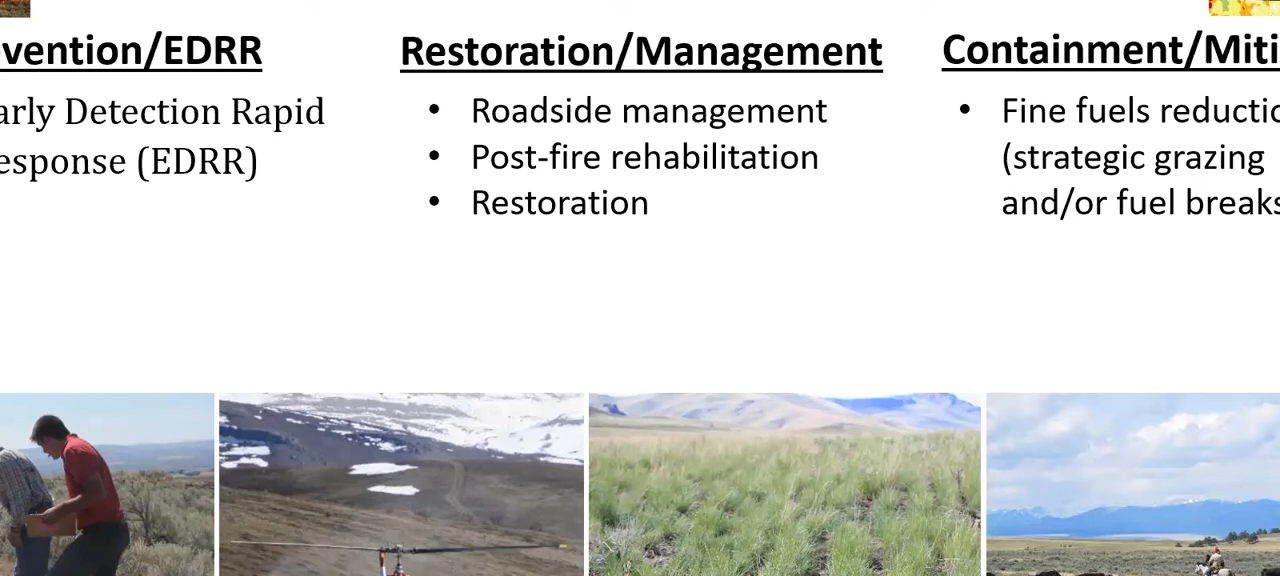 vention/EDRR
arly Detection Rapid
esponse (EDRR)
Restoration/Management
• Roadside management
• Post-fire rehabilitation
• Restoration
Containment/Miti
• Fine fuels reductio
(strategic grazing
and/or fuel breaks